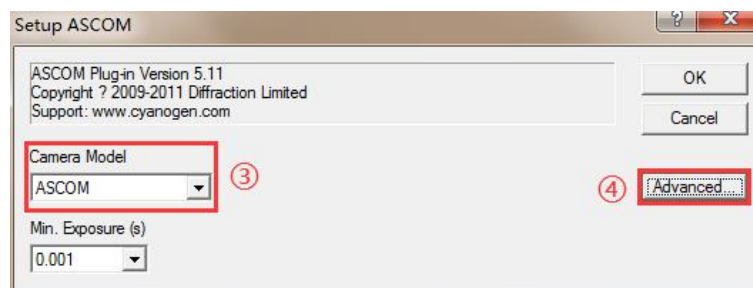 Setup ASCOM
? X
ASCOM Plug-in Version 5.11
Copyright ? 2009-2011 Diffraction Limited
Support: www.cyanogen.com
OK
Cancel
Camera Model
ASCOM
③
④
Advanced...
Min. Exposure (s)
0.001